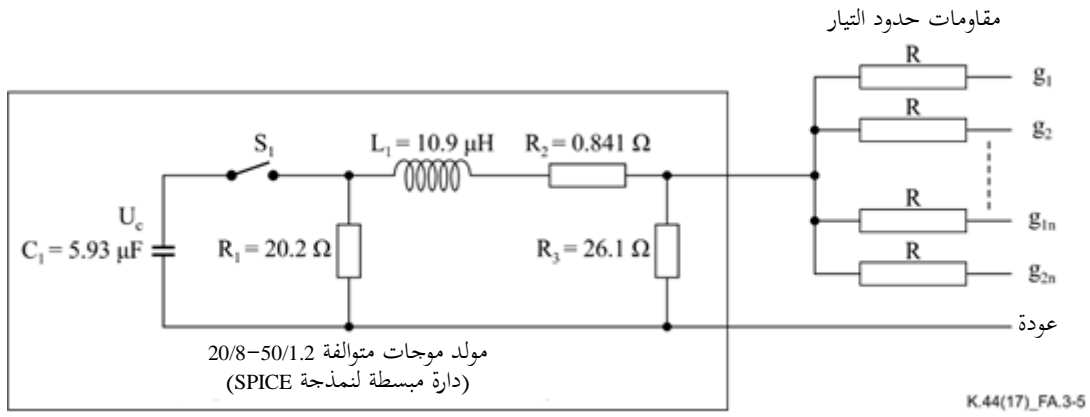 مقاومات حدود التيار
R
g₁
R
g₂
S₁
L₁ = 10.9 μH
R₂ = 0.841 Ω
U_c
C₁ = 5.93 μF
R₁ = 20.2 Ω
R₃ = 26.1 Ω
R
g₁ₙ
R
g₂ₙ
عودة
مولد موجات متوالفة 1.2/50–8/20
(دارة مبسطة لنمذجة SPICE)
K.44(17)_FA.3-5